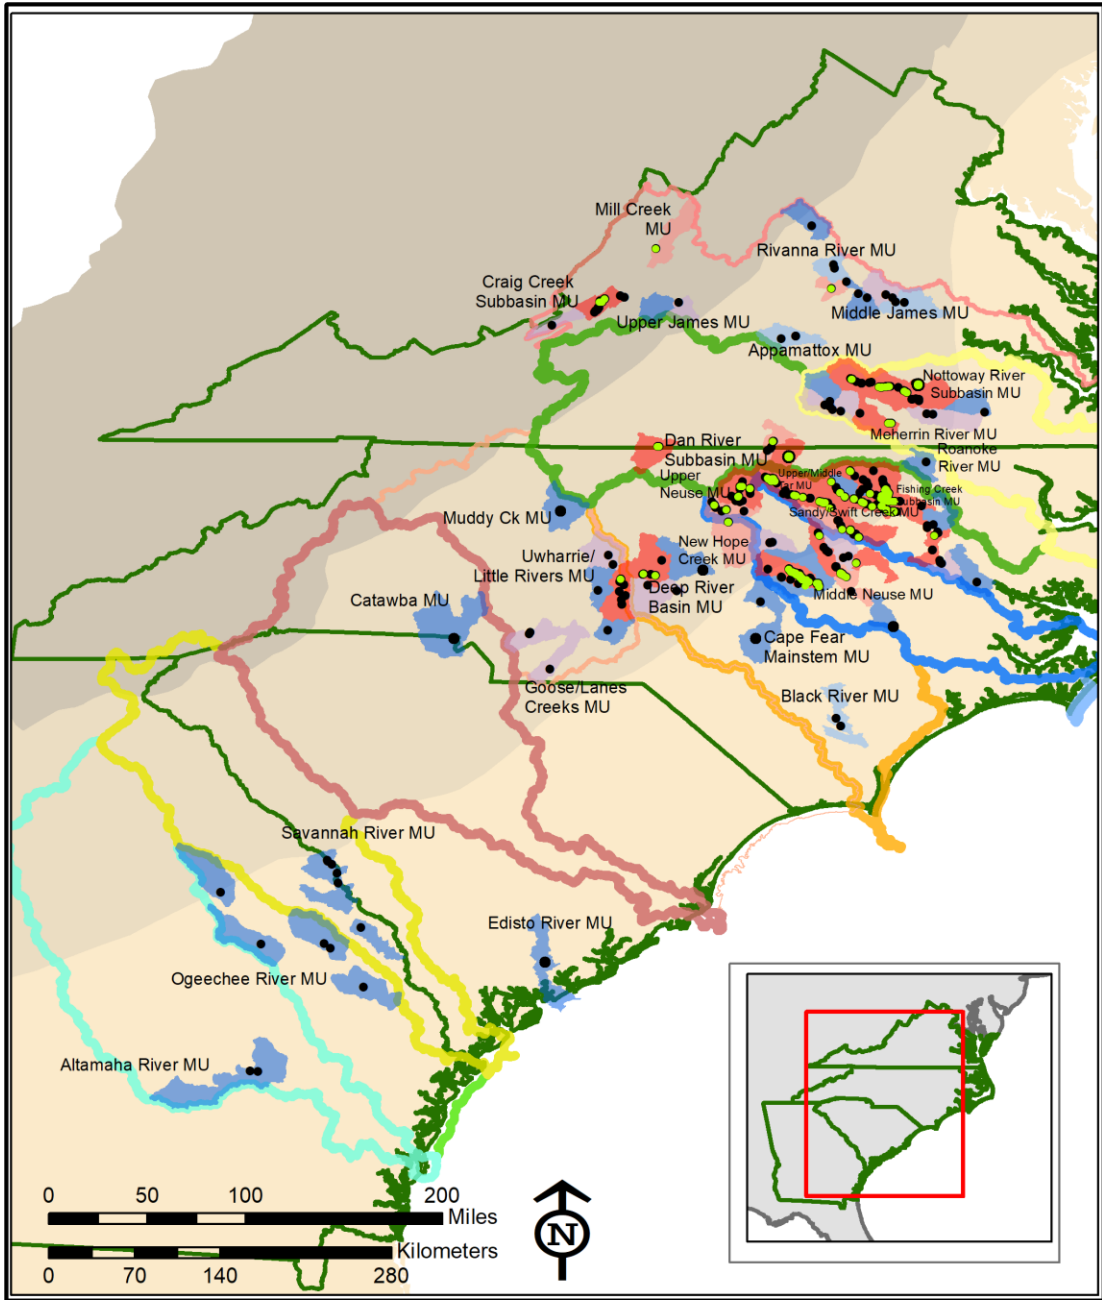 Mill Creek
MU
Rivanna River MU
Craig Creek
Subbasin MU
Upper James MU
Middle James MU
Appamattox MU
Nottoway River
Subbasin MU
Meherrin River MU
Dan River
Subbasin MU
Roanoke
River MU
Upper
Neuse MU
Upper/Middle
Tar MU
Fishing Creek
Subbasin MU
Sandy/Swift Creek MU
Muddy Ck MU
New Hope
Creek MU
Uwharrie/
Little Rivers MU
Deep River
Basin MU
Middle Neuse MU
Catawba MU
Cape Fear
Mainstem MU
Goose/Lanes
Creeks MU
Black River MU
Savannah River MU
Edisto River MU
Ogeechee River MU
Altamaha River MU
0 50 100 200
Miles
Kilometers
0 70 140 280
N